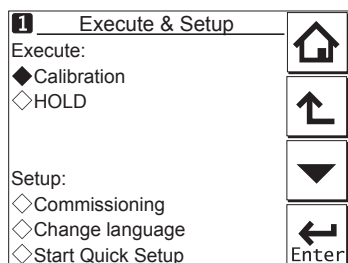 1 Execute & Setup
Execute:
Calibration
HOLD
Setup:
Commissioning
Change language
Start Quick Setup
Enter